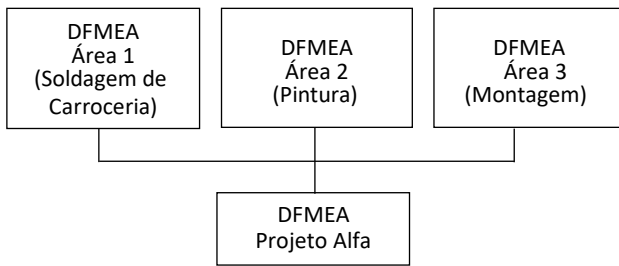 DFMEA
Área 1
(Soldagem de
Carroceria)
DFMEA
Área 2
(Pintura)
DFMEA
Área 3
(Montagem)
DFMEA
Projeto Alfa